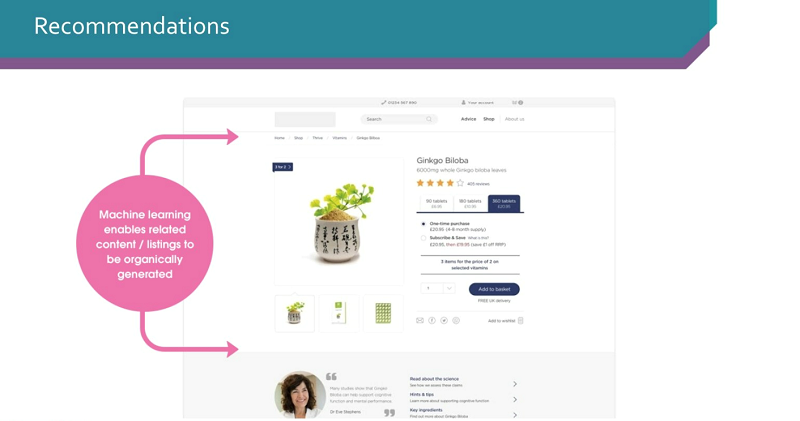 Recommendations
01234 567 890
Your account
Search
Advice Shop About us
Home Shop Thrive Vitamins Ginkgo Biloba
3 for 2
Ginkgo Biloba
6000mg whole Ginkgo biloba leaves
405 reviews
90 tablets 180 tablets 360 tablets
£6.95 £10.95 £20.95
One-time purchase
£20.95 (4-8 month supply)
Subscribe & Save What's this?
£20.95, then £19.95 (save £1 off RRP)
3 items for the price of 2 on
selected vitamins
1
Add to basket
FREE UK delivery
Add to wishlist
Machine learning
enables related
content / listings to
be organically
generated
Many studies show that Ginkgo
Biloba can help support cognitive
function and mental performance.
Dr Eve Stephens
Read about the science
See how we assess these claims
Hints & tips
Learn more about supporting cognitive function
Key ingredients
Find out more about Ginkgo Biloba